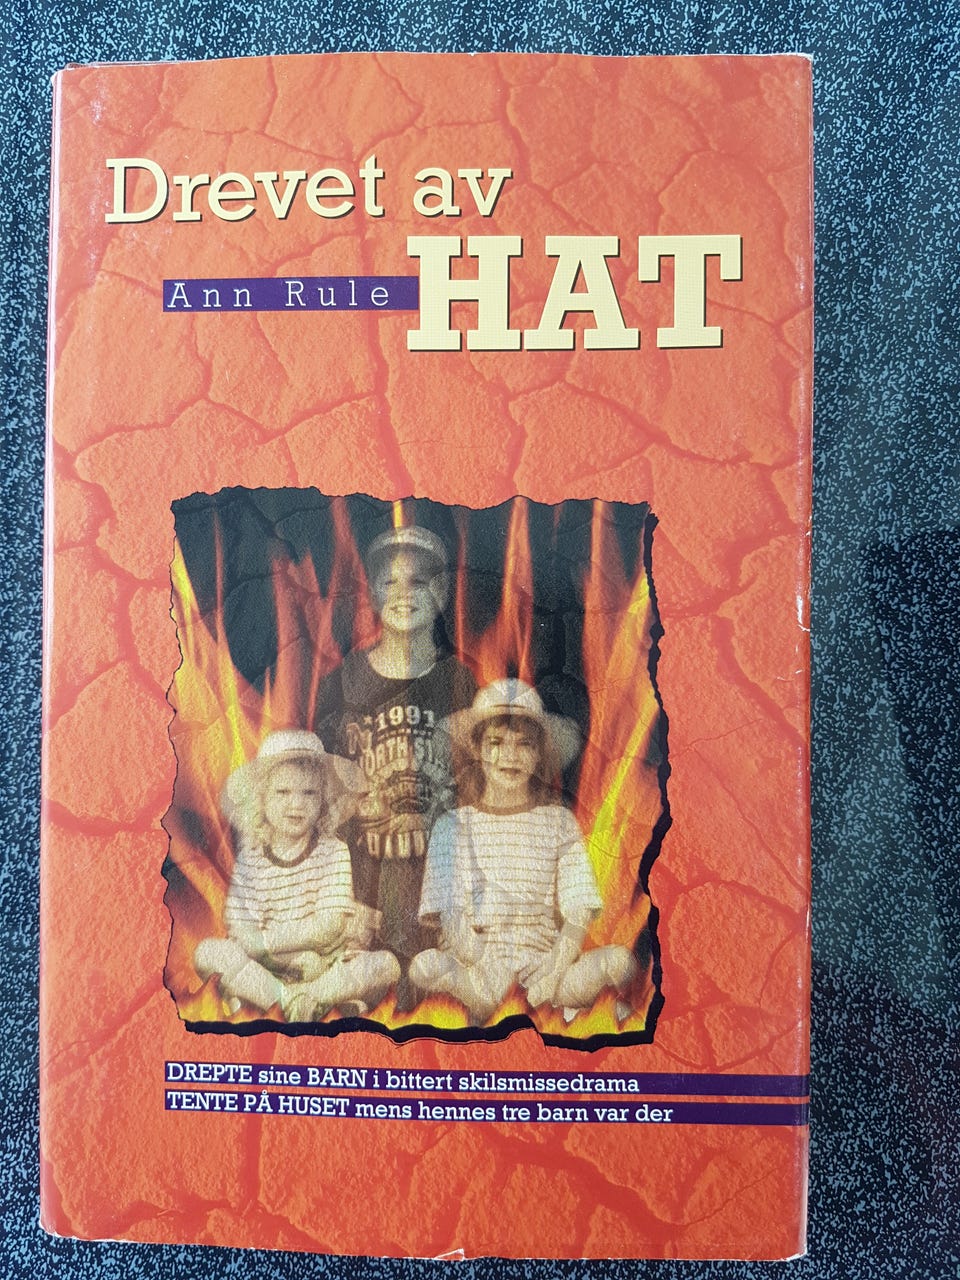 Drevet av
HAT
Ann Rule
1991
DREPTE sine BARN i bittert skilsmissedrama
TENTE PÅ HUSET mens hennes tre barn var der